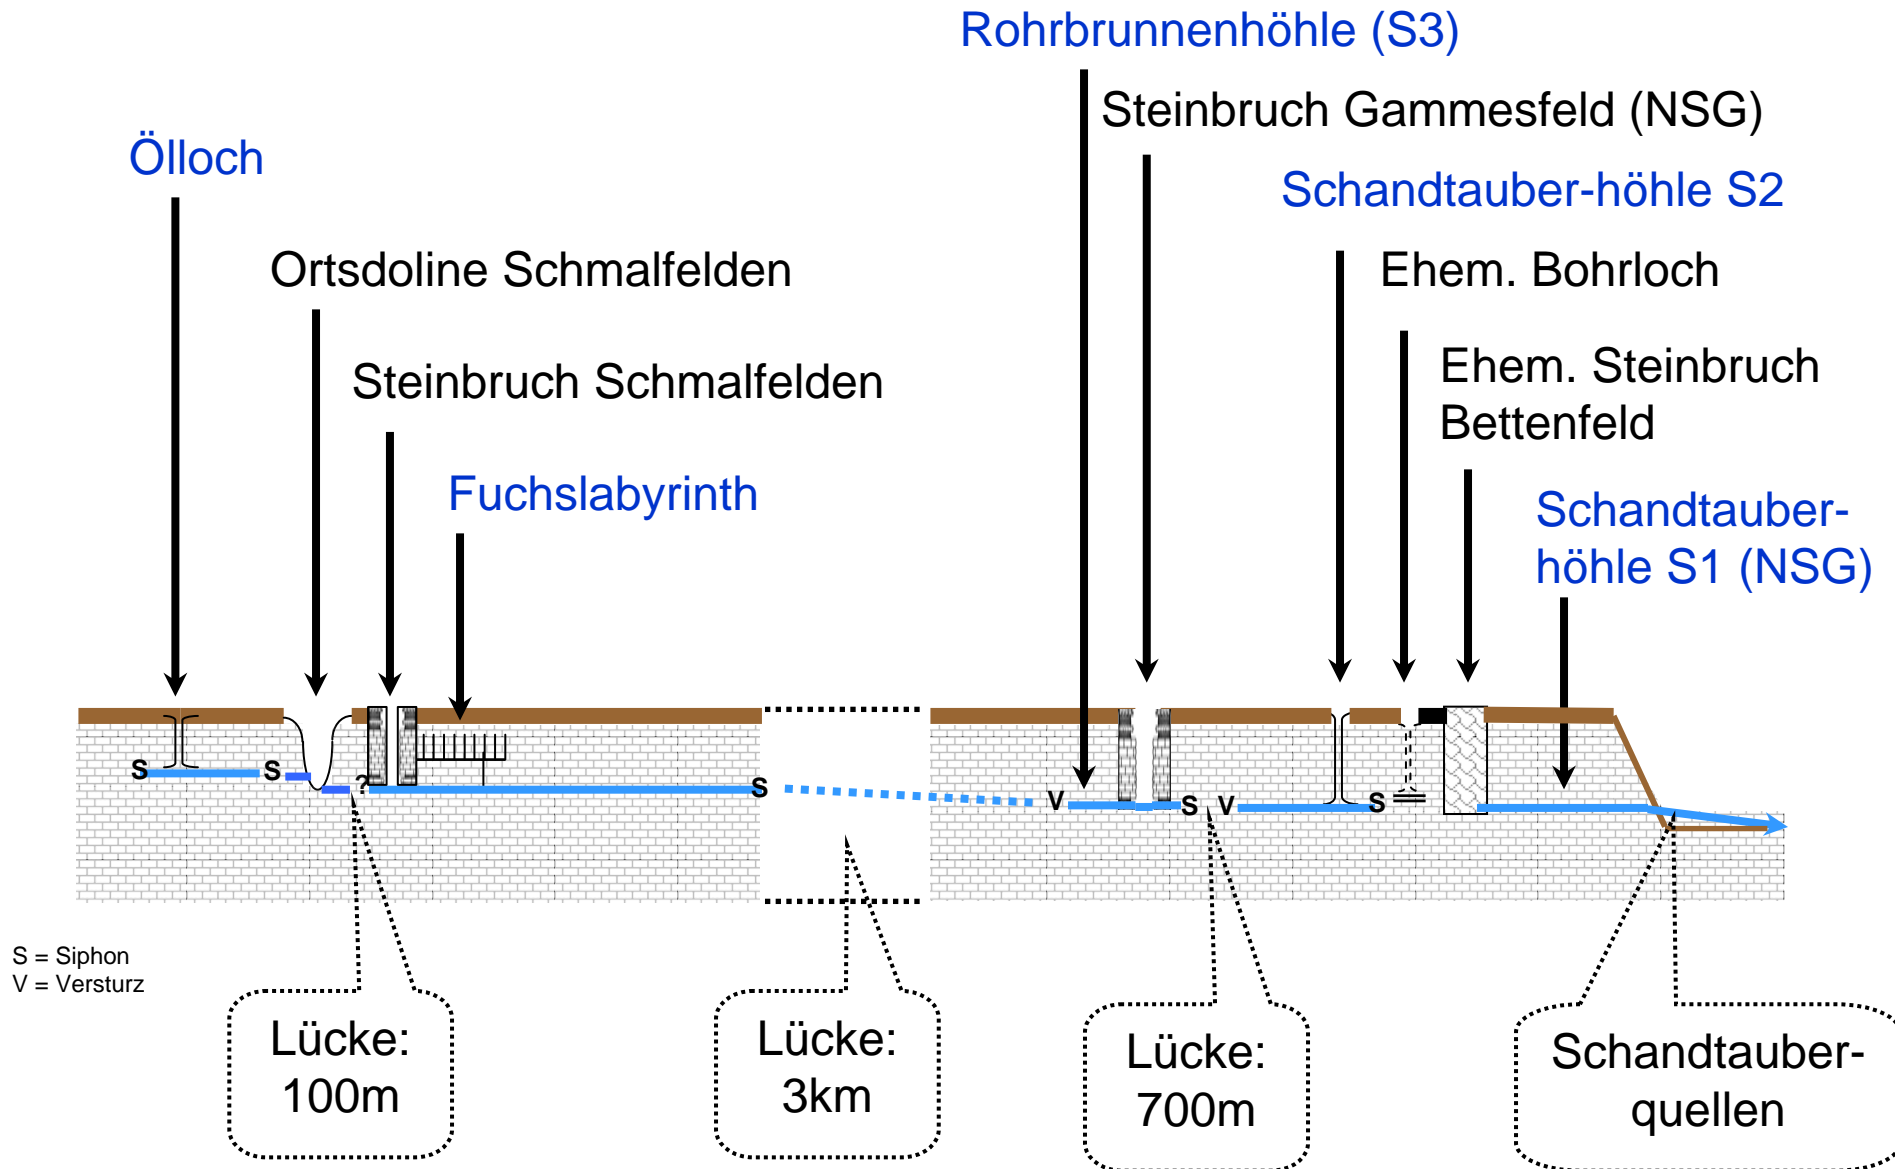 Rohrbrunnenhöhle (S3)
Steinbruch Gammesfeld (NSG)
Ölloch
Schandtauber-höhle S2
Ortsdoline Schmalfelden
Ehem. Bohrloch
Steinbruch Schmalfelden
Ehem. Steinbruch
Bettenfeld
Fuchslabyrinth
Schandtauber-
höhle S1 (NSG)
S
S
?
S
V
S
V
S
S = Siphon
V = Versturz
Lücke:
100m
Lücke:
3km
Lücke:
700m
Schandtauber-
quellen